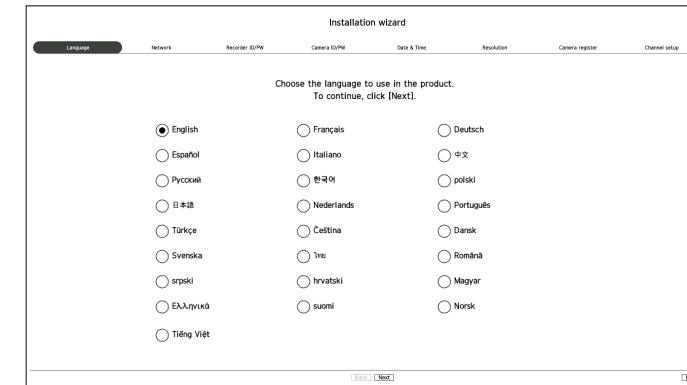 Installation wizard
Language Network Recorder ID/PW Camera ID/PW Date & Time Resolution Camera register Channel setup
Choose the language to use in the product.
To continue, click [Next].
English Français Deutsch
Español Italiano 中文
Русский 한국어 polski
日本語 Nederlands Português
Türkçe Čeština Dansk
Svenska ไทย Română
srpski hrvatski Magyar
Ελληνικά suomi Norsk
Tiếng Việt
Back Next